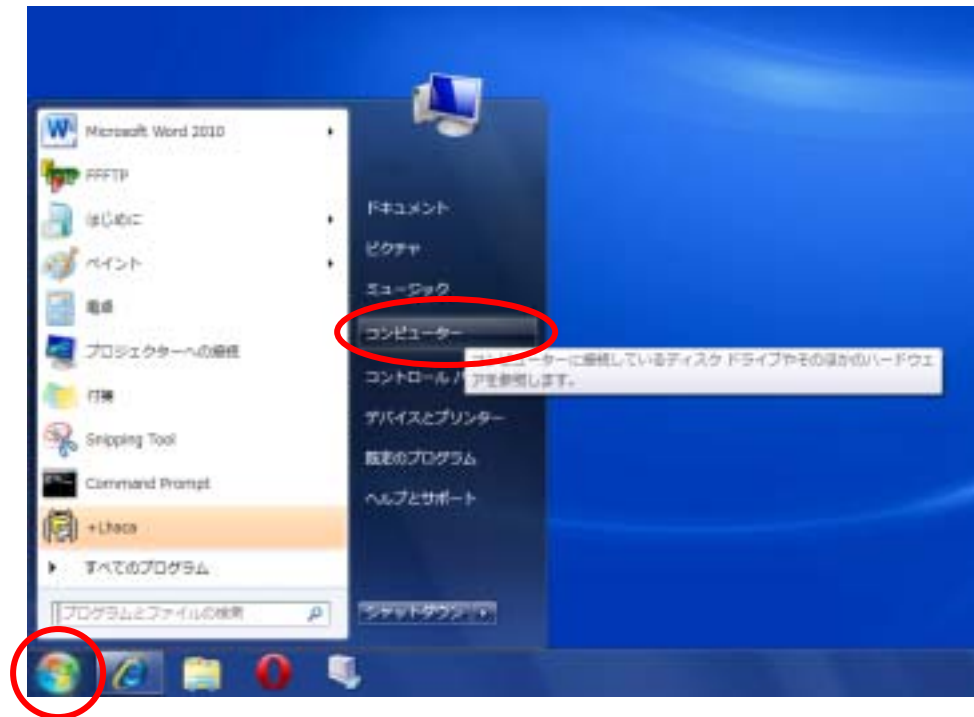 Microsoft Word 2010
FFFTP
はじめに
ペイント
電卓
プロジェクターへの接続
付箋
Snipping Tool
Command Prompt
+Lhaca
すべてのプログラム
プログラムとファイルの検索
ドキュメント
ピクチャ
ミュージック
コンピューター
コンピューターに接続しているディスク ドライブやそのほかのハードウェ
アを参照します。
コントロール パ
デバイスとプリンター
既定のプログラム
ヘルプとサポート
シャットダウン